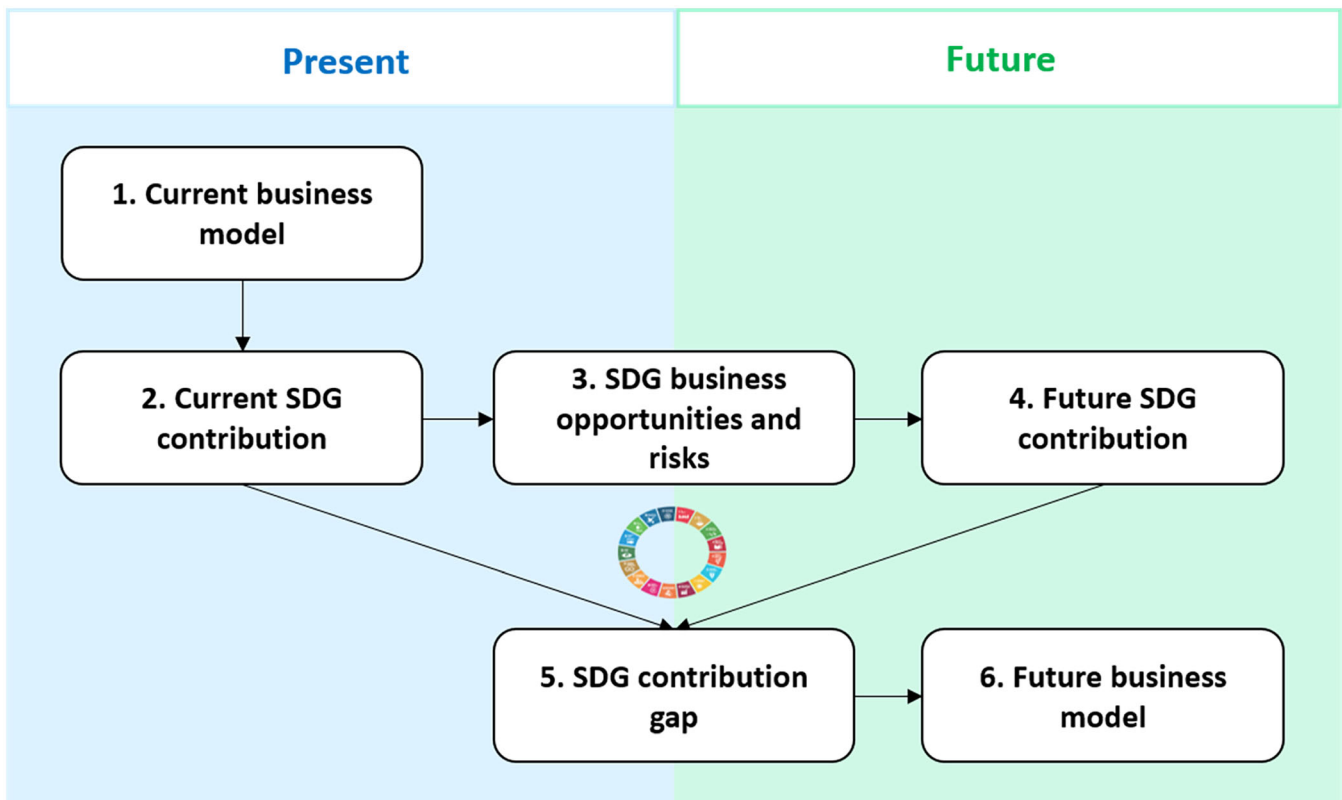 Present
Future
1. Current business
model
2. Current SDG
contribution
3. SDG business
opportunities and
risks
4. Future SDG
contribution
5. SDG contribution
gap
6. Future business
model